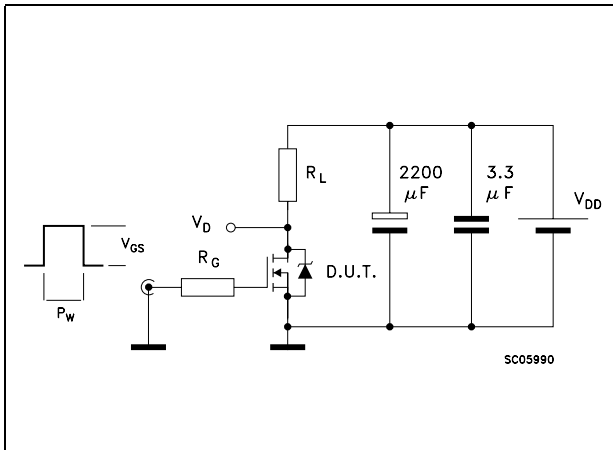 R_L
2200
μF
3.3
μF
V_DD
V_D
V_GS
R_G
D.U.T.
P_W
SC05990